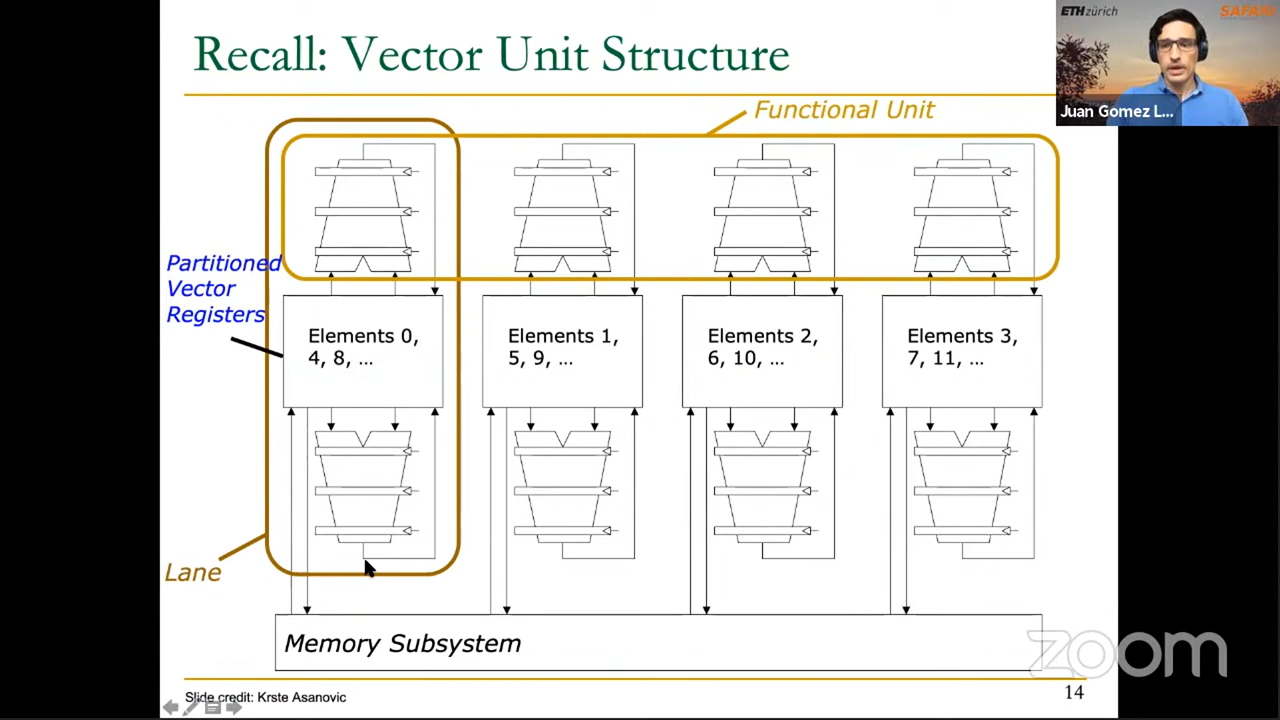 Recall: Vector Unit Structure
ETH zürich
SAFARI
Juan Gomez L...
Functional Unit
Partitioned
Vector
Registers
Elements 0,
4, 8, ...
Elements 1,
5, 9, ...
Elements 2,
6, 10, ...
Elements 3,
7, 11, ...
Lane
Memory Subsystem
zoom
Slide credit: Krste Asanovic
14